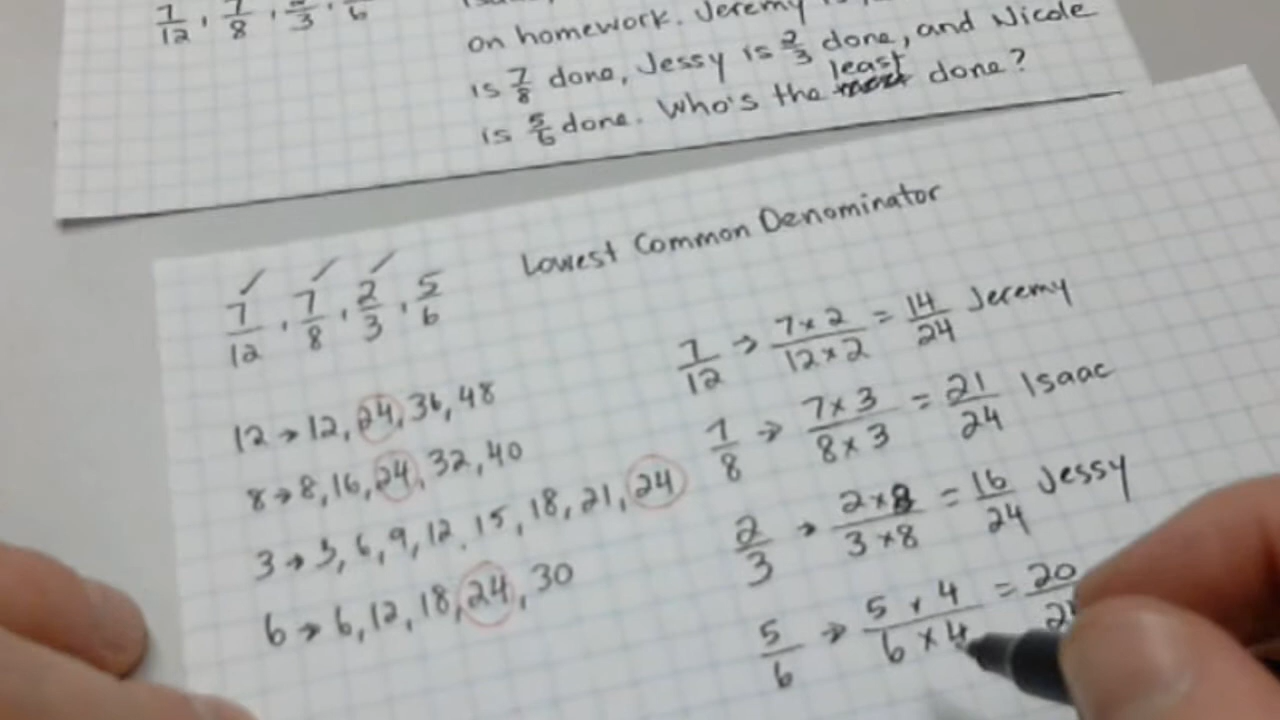 7/12, 7/8, 2/3, 5/6
on homework. Jeremy is
is 7/8 done, Jessy is 2/3 done, and Nicole
is 5/6 done. Who's the least done?
Lowest Common Denominator
7/12, 7/8, 2/3, 5/6
12 → 12, 24, 36, 48
8 → 8, 16, 24, 32, 40
3 → 3, 6, 9, 12, 15, 18, 21, 24
6 → 6, 12, 18, 24, 30
7/12 → 7 x 2/12 x 2 = 14/24 Jeremy
7/8 → 7 x 3/8 x 3 = 21/24 Isaac
2/3 → 2 x 8/3 x 8 = 16/24 Jessy
5/6 → 5 x 4/6 x 4 = 20/2